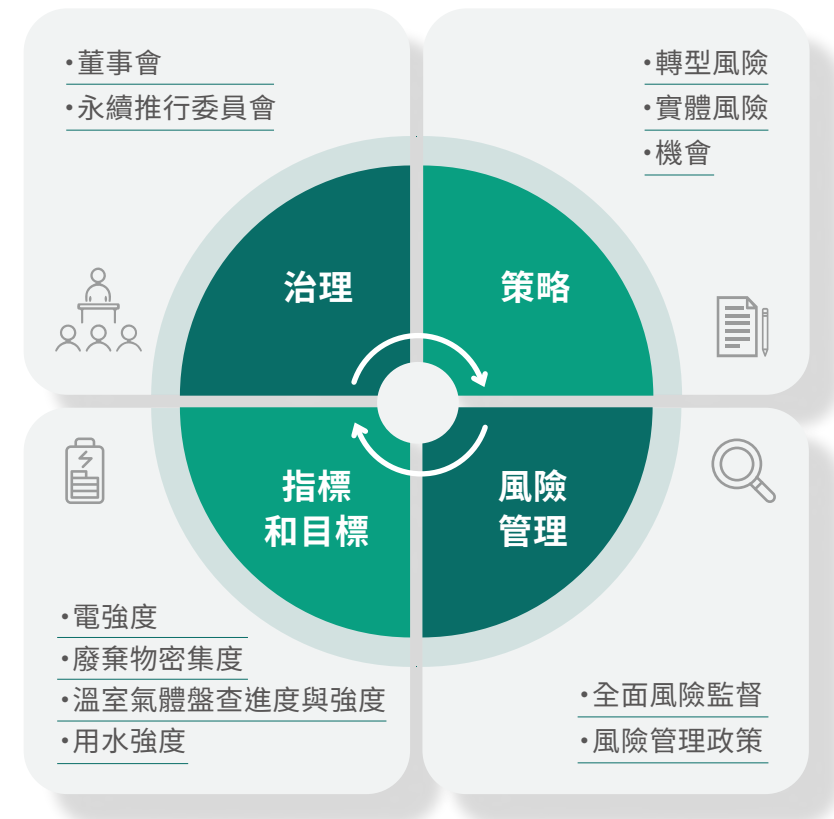 ·董事會
·永續推行委員會
治理
·轉型風險
·實體風險
·機會
策略
指標
和目標
·電強度
·廢棄物密集度
·溫室氣體盤查進度與強度
·用水強度
風險
管理
·全面風險監督
·風險管理政策